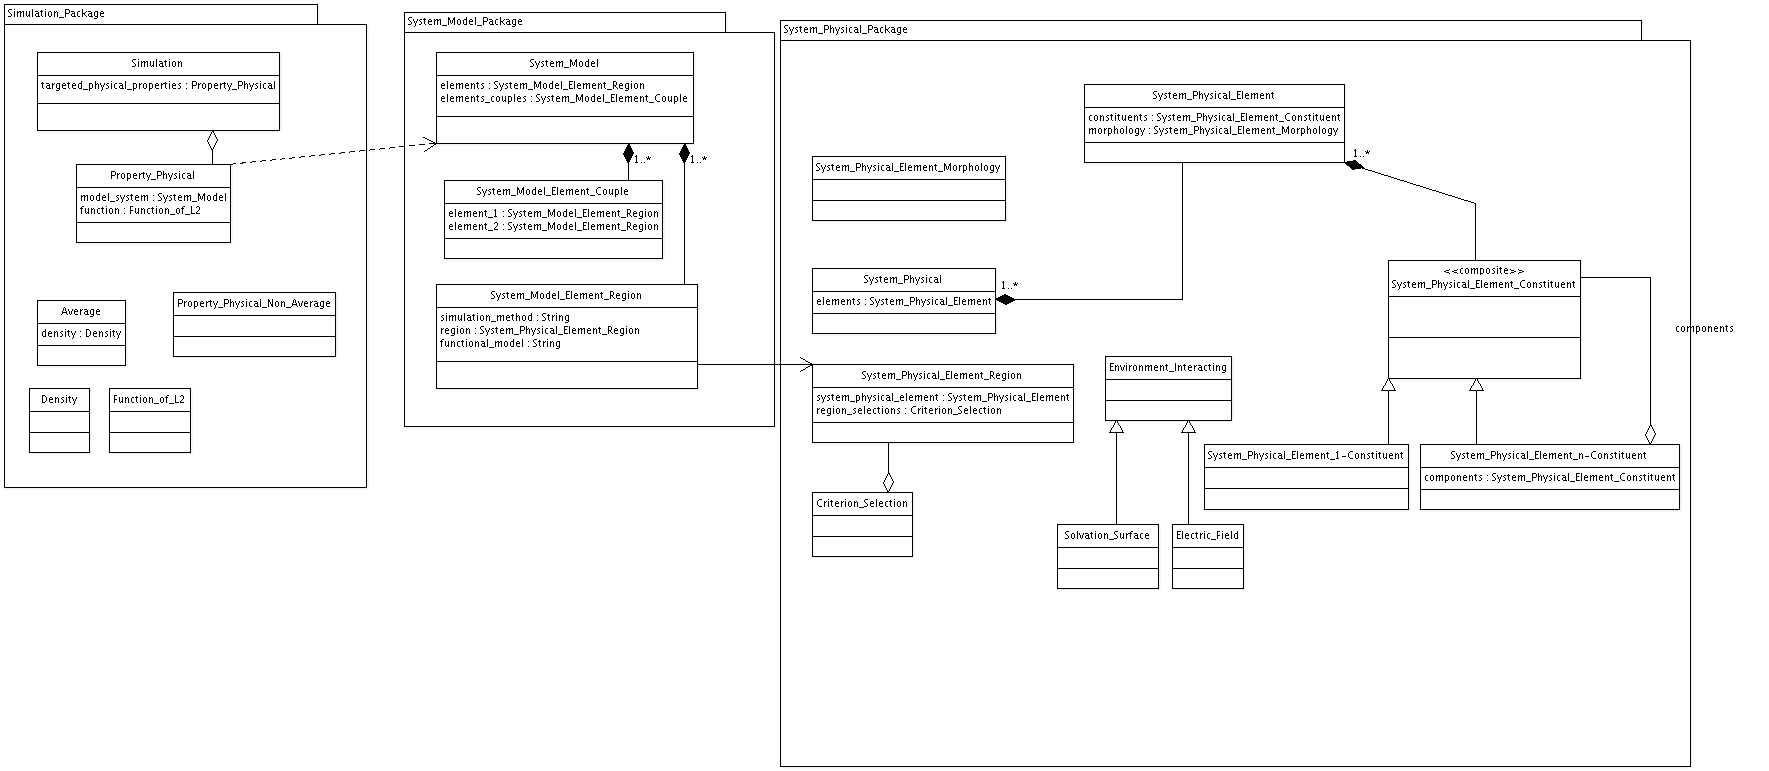 Simulation_Package
Simulation
targeted_physical_properties : Property_Physical
Property_Physical
model_system : System_Model
function : Function_of_L2
Average
density : Density
Property_Physical_Non_Average
Density
Function_of_L2
System_Model_Package
System_Model
elements : System_Model_Element_Region
elements_couples : System_Model_Element_Couple
1..*
1..*
System_Model_Element_Couple
element_1 : System_Model_Element_Region
element_2 : System_Model_Element_Region
System_Model_Element_Region
simulation_method : String
region : System_Physical_Element_Region
functional_model : String
System_Physical_Package
System_Physical_Element
constituents : System_Physical_Element_Constituent
morphology : System_Physical_Element_Morphology
1..*
System_Physical_Element_Morphology
System_Physical
elements : System_Physical_Element
1..*
<<composite>>
System_Physical_Element_Constituent
components
System_Physical_Element_Region
system_physical_element : System_Physical_Element
region_selections : Criterion_Selection
Environment_Interacting
System_Physical_Element_1-Constituent
System_Physical_Element_n-Constituent
components : System_Physical_Element_Constituent
Criterion_Selection
Solvation_Surface
Electric_Field